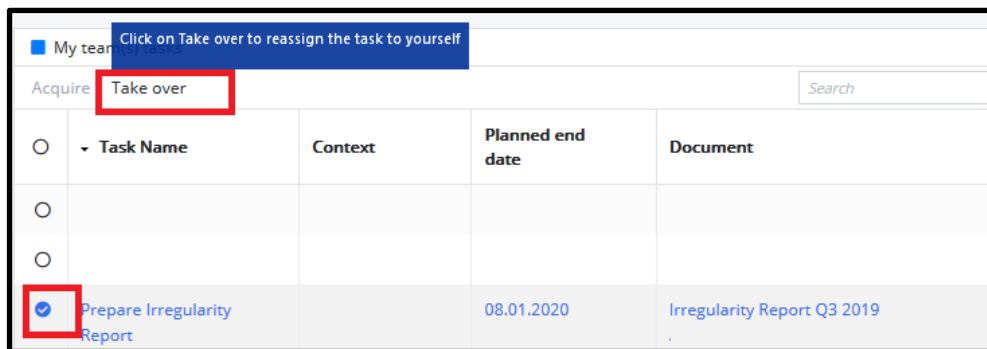 Click on Take over to reassign the task to yourself
My team(s) tasks
Acquire Take over Search
Task Name Context Planned end date Document
Prepare Irregularity 08.01.2020 Irregularity Report Q3 2019
Report